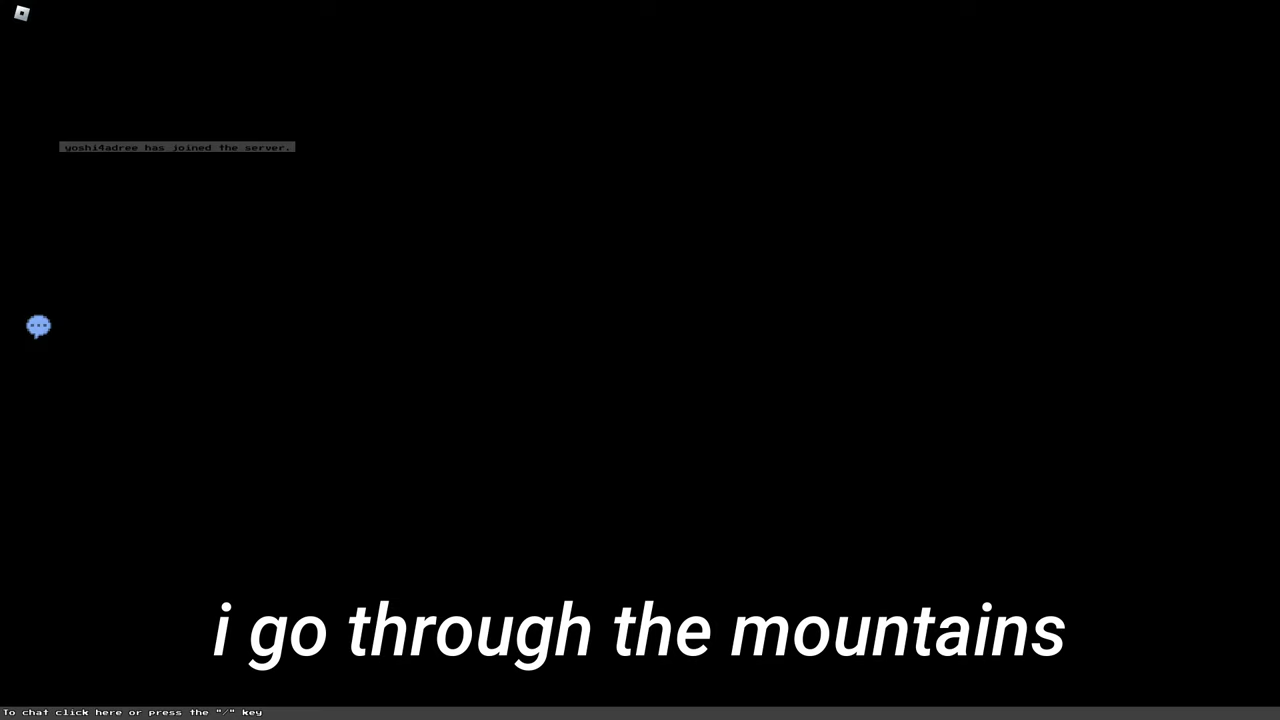 yoshi4adree has joined the server.
i go through the mountains
To chat click here or press the "/" key